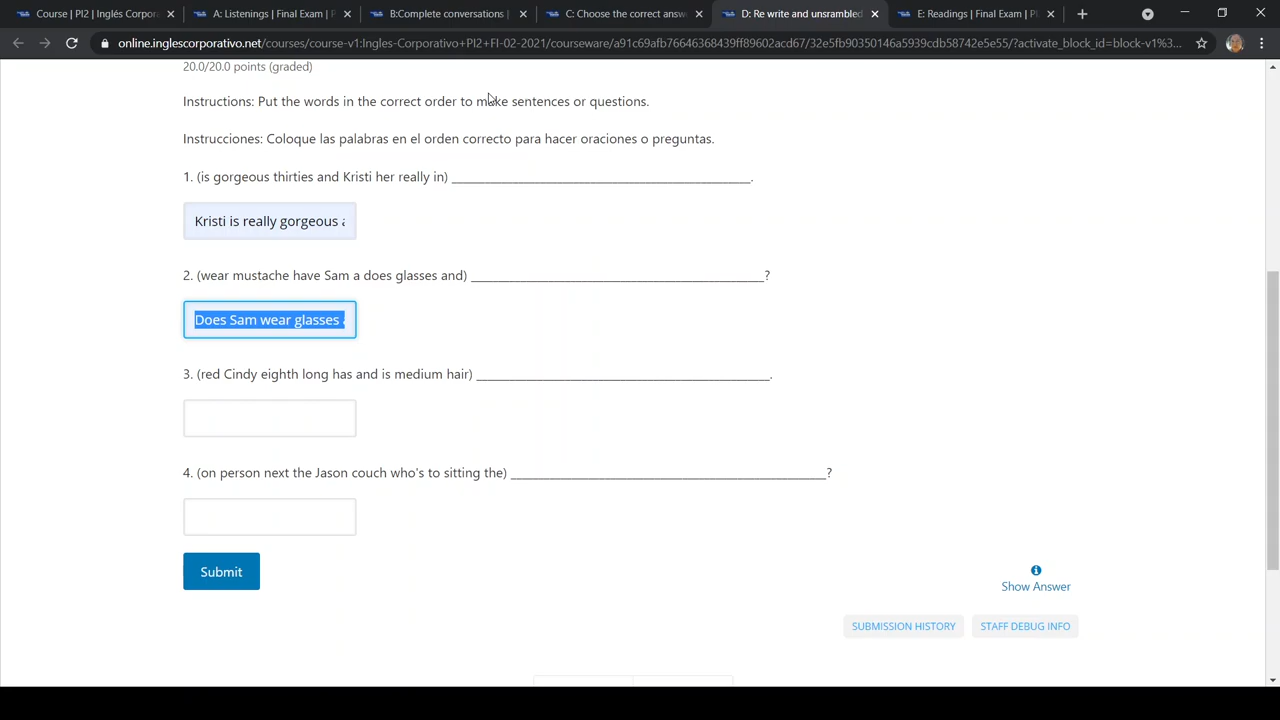 Course | PI2 | Inglés Corpora
A: Listenings | Final Exam | P
B:Complete conversations |
C: Choose the correct answ
D: Re write and unsrambled
E: Readings | Final Exam | PI2
online.inglescorporativo.net/courses/course-v1:Ingles-Corporativo+PI2+FI-02-2021/courseware/a91c69afb76646368439ff89602acd67/32e5fb90350146a5939cdb58742e5e55/?activate_block_id=block-v1%3...
20.0/20.0 points (graded)
Instructions: Put the words in the correct order to make sentences or questions.
Instrucciones: Coloque las palabras en el orden correcto para hacer oraciones o preguntas.
1. (is gorgeous thirties and Kristi her really in) ______________________________________.
Kristi is really gorgeous
2. (wear mustache have Sam a does glasses and) _____________________________________?
Does Sam wear glasses
3. (red Cindy eighth long has and is medium hair) _____________________________________.
4. (on person next the Jason couch who's to sitting the) ________________________________________?
Submit
Show Answer
SUBMISSION HISTORY
STAFF DEBUG INFO